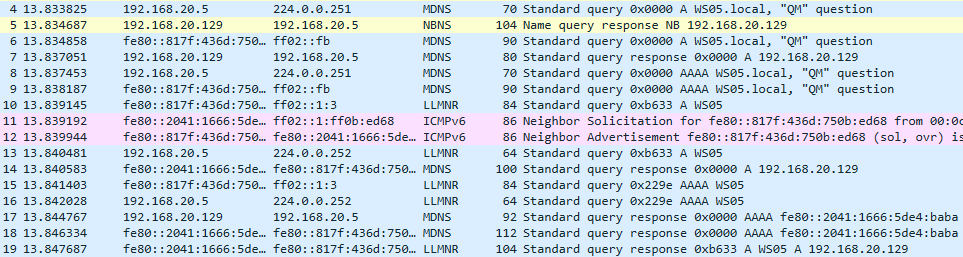 4 13.833825 192.168.20.5 224.0.0.251 MDNS 70 Standard query 0x0000 A WS05.local, "QM" question
5 13.834687 192.168.20.129 192.168.20.5 NBNS 104 Name query response NB 192.168.20.129
6 13.834858 fe80::817f:436d:750… ff02::fb MDNS 90 Standard query 0x0000 A WS05.local, "QM" question
7 13.837051 192.168.20.129 192.168.20.5 MDNS 80 Standard query response 0x0000 A 192.168.20.129
8 13.837453 192.168.20.5 224.0.0.251 MDNS 70 Standard query 0x0000 AAAA WS05.local, "QM" question
9 13.838187 fe80::817f:436d:750… ff02::fb MDNS 90 Standard query 0x0000 AAAA WS05.local, "QM" question
10 13.839145 fe80::817f:436d:750… ff02::1:3 LLMNR 84 Standard query 0xb633 A WS05
11 13.839192 fe80::2041:1666:5de… ff02::1:ff0b:ed68 ICMPv6 86 Neighbor Solicitation for fe80::817f:436d:750b:ed68 from 00:0c
12 13.839944 fe80::817f:436d:750… fe80::2041:1666:5de… ICMPv6 86 Neighbor Advertisement fe80::817f:436d:750b:ed68 (sol, ovr) is
13 13.840481 192.168.20.5 224.0.0.252 LLMNR 64 Standard query 0xb633 A WS05
14 13.840583 fe80::2041:1666:5de… fe80::817f:436d:750… MDNS 100 Standard query response 0x0000 A 192.168.20.129
15 13.841403 fe80::817f:436d:750… ff02::1:3 LLMNR 84 Standard query 0x229e AAAA WS05
16 13.842028 192.168.20.5 224.0.0.252 LLMNR 64 Standard query 0x229e AAAA WS05
17 13.844767 192.168.20.129 192.168.20.5 MDNS 92 Standard query response 0x0000 AAAA fe80::2041:1666:5de4:baba
18 13.846334 fe80::2041:1666:5de… fe80::817f:436d:750… MDNS 112 Standard query response 0x0000 AAAA fe80::2041:1666:5de4:baba
19 13.847687 fe80::2041:1666:5de… fe80::817f:436d:750… LLMNR 104 Standard query response 0xb633 A WS05 A 192.168.20.129